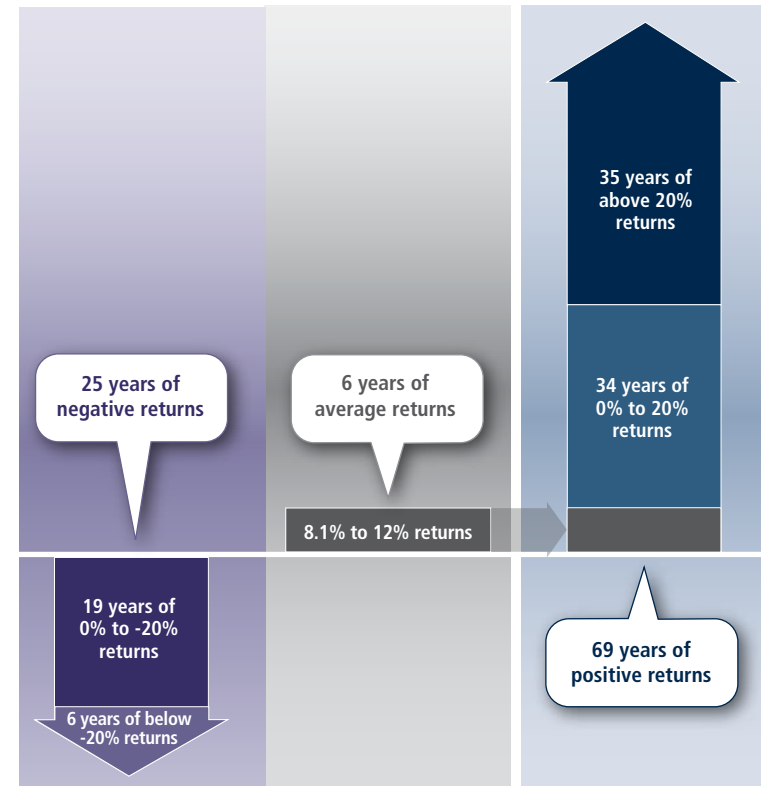 25 years of
negative returns
19 years of
0% to -20%
returns
6 years of below
-20% returns
6 years of
average returns
8.1% to 12% returns
35 years of
above 20%
returns
34 years of
0% to 20%
returns
69 years of
positive returns